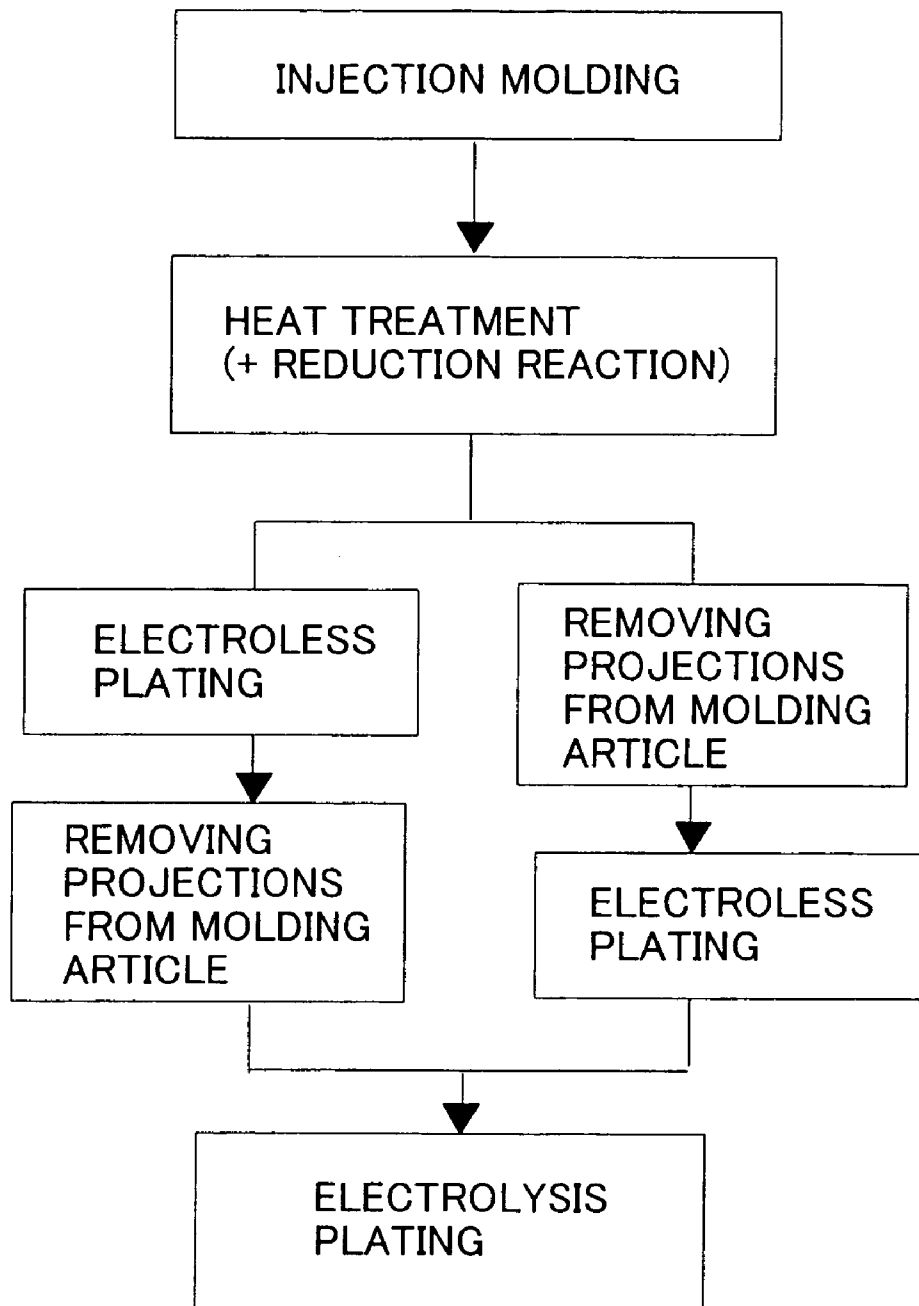 INJECTION MOLDING
HEAT TREATMENT
(+ REDUCTION REACTION)
ELECTROLESS
PLATING
REMOVING
PROJECTIONS
FROM MOLDING
ARTICLE
REMOVING
PROJECTIONS
FROM MOLDING
ARTICLE
ELECTROLESS
PLATING
ELECTROLYSIS
PLATING